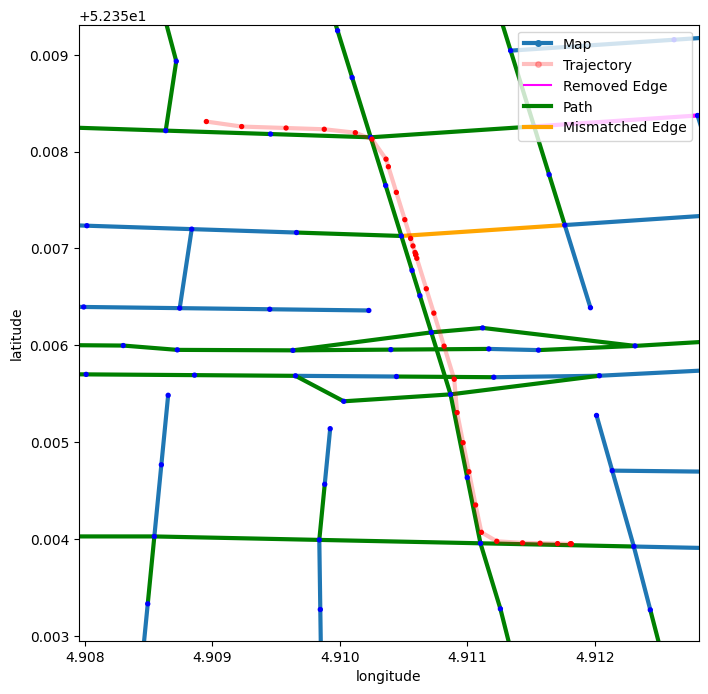 +5.235e1
Map
Trajectory
Removed Edge
Path
Mismatched Edge
0.009
0.008
0.007
0.006
0.005
0.004
0.003
latitude
4.908 4.909 4.910 4.911 4.912
longitude